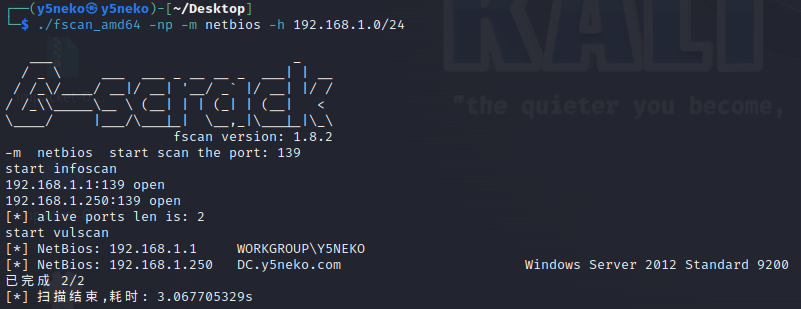 ┌──(y5neko㉿y5neko)-[~/Desktop]
└─$ ./fscan_amd64 -np -m netbios -h 192.168.1.0/24
fscan version: 1.8.2
-m  netbios  start scan the port: 139
start infoscan
192.168.1.1:139 open
192.168.1.250:139 open
[*] alive ports len is: 2
start vulscan
[*] NetBios: 192.168.1.1     WORKGROUP\Y5NEKO
[*] NetBios: 192.168.1.250   DC.y5neko.com                       Windows Server 2012 Standard 9200
已完成 2/2
[*] 扫描结束,耗时: 3.067705329s
KALI
"the quieter you become,